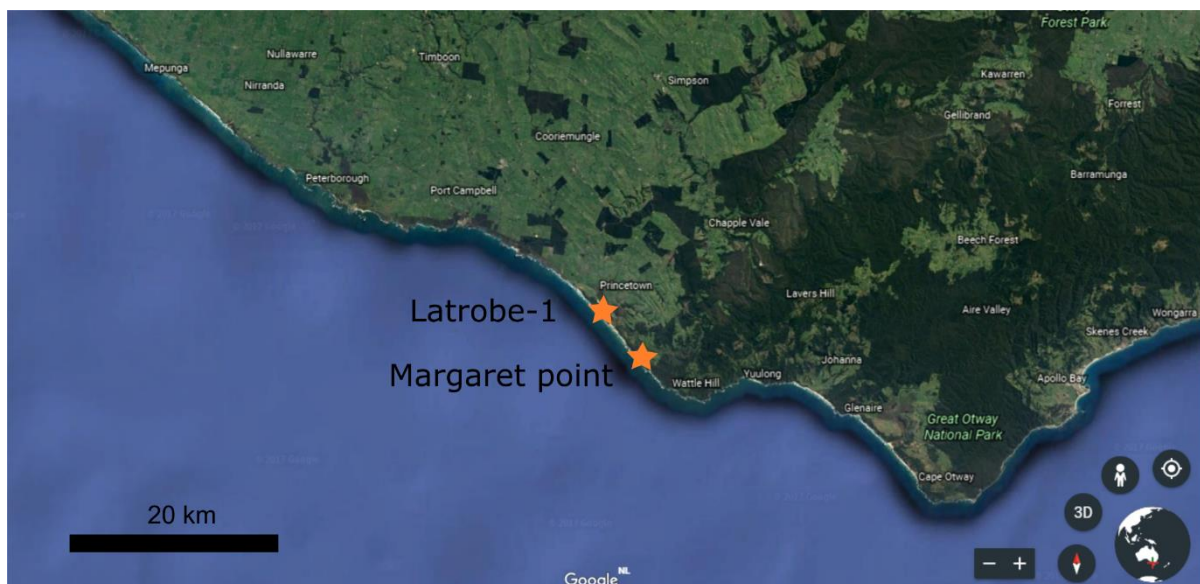 Otway
Forest Park
Nullawarre
Timboon
Mepunga
Nirranda
Simpson
Kawarren
Forrest
Gellibrand
Cooriemungle
Barramunga
Peterborough
Port Campbell
Chapple Vale
Beech Forest
Princetown
Lavers Hill
Latrobe-1
Aire Valley
Wongarra
Skenes Creek
Margaret point
Johanna
Wattle Hill
Yuulong
Apollo Bay
Glenaire
Great Otway
National Park
Cape Otway
20 km
3D
Google
NL